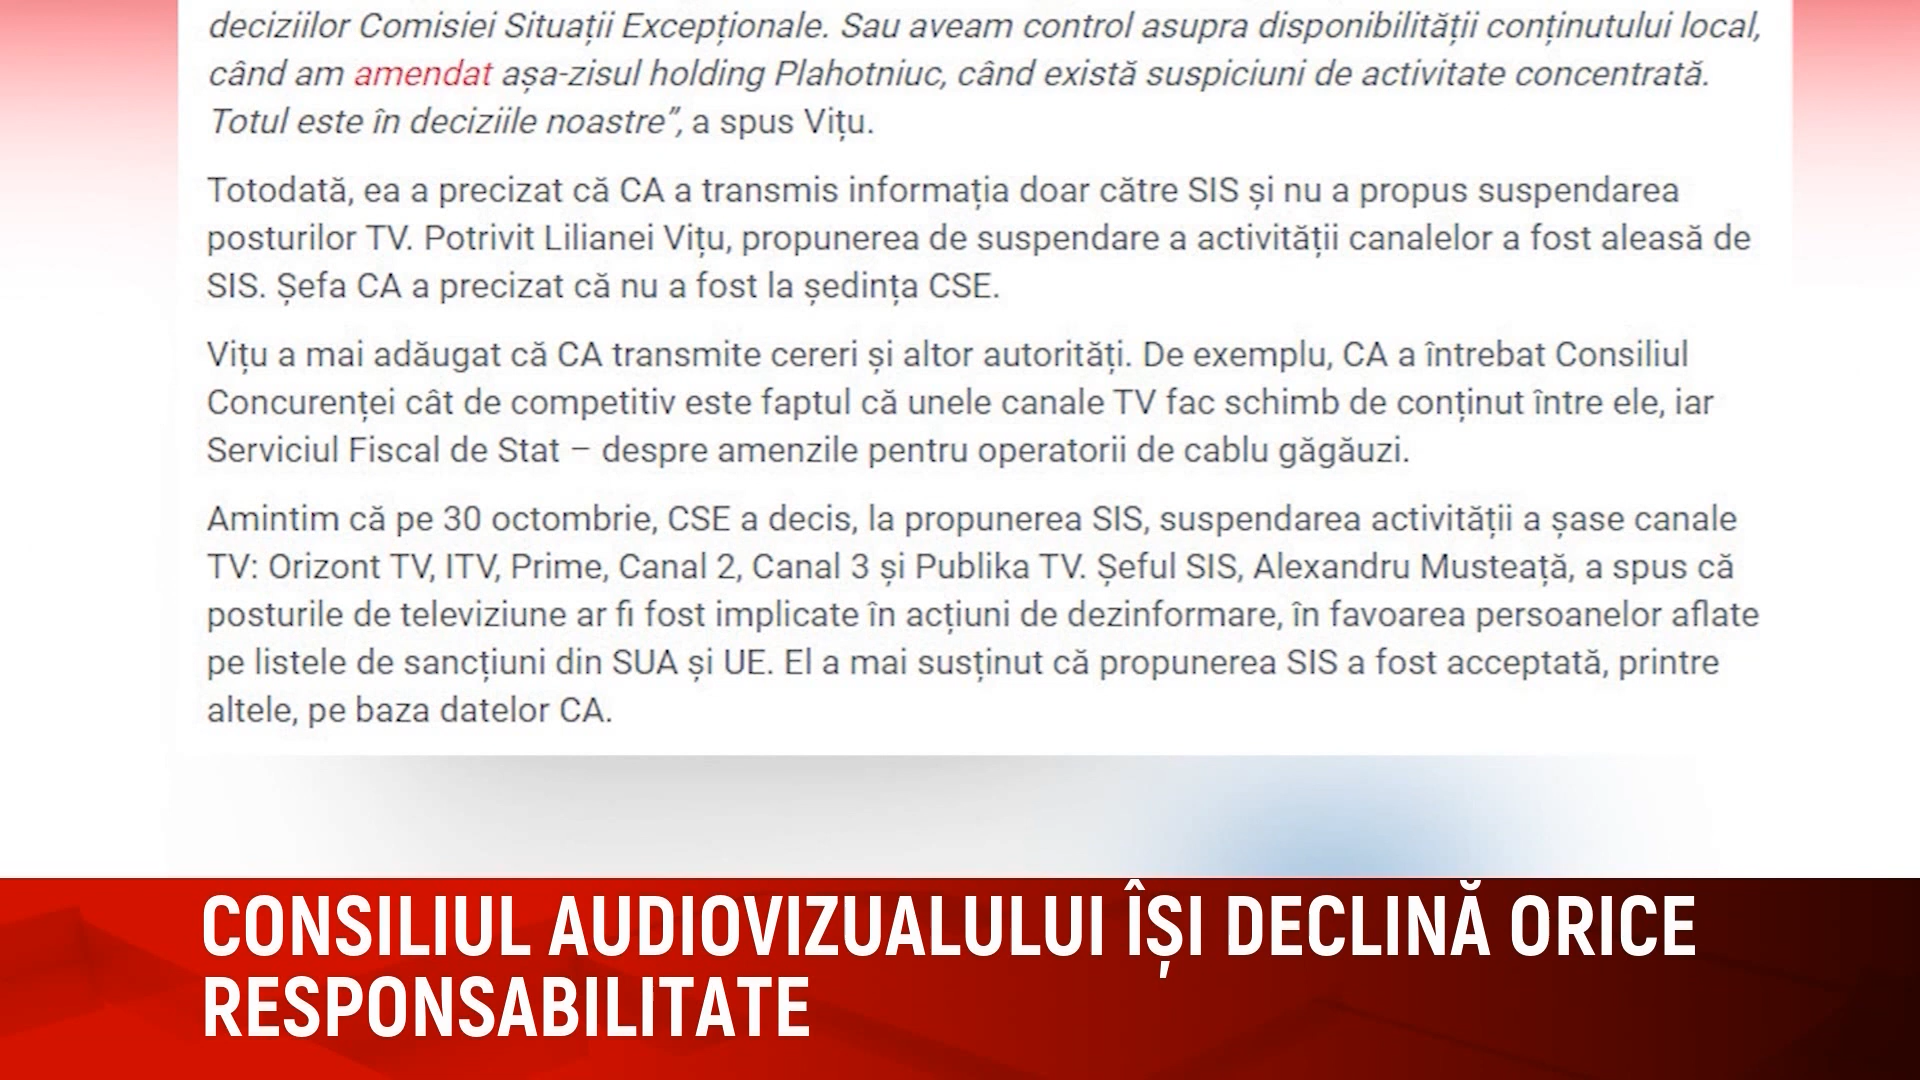 deciziilor Comisiei Situații Excepționale. Sau aveam control asupra disponibilității conținutului local,
când am amendat așa-zisul holding Plahotniuc, când există suspiciuni de activitate concentrată.
Totul este în deciziile noastre”, a spus Vițu.
Totodată, ea a precizat că CA a transmis informația doar către SIS și nu a propus suspendarea
posturilor TV. Potrivit Lilianei Vițu, propunerea de suspendare a activității canalelor a fost aleasă de
SIS. Șefa CA a precizat că nu a fost la ședința CSE.
Vițu a mai adăugat că CA transmite cereri și altor autorități. De exemplu, CA a întrebat Consiliul
Concurenței cât de competitiv este faptul că unele canale TV fac schimb de conținut între ele, iar
Serviciul Fiscal de Stat – despre amenzile pentru operatorii de cablu găgăuzi.
Amintim că pe 30 octombrie, CSE a decis, la propunerea SIS, suspendarea activității a șase canale
TV: Orizont TV, ITV, Prime, Canal 2, Canal 3 și Publika TV. Șeful SIS, Alexandru Musteață, a spus că
posturile de televiziune ar fi fost implicate în acțiuni de dezinformare, în favoarea persoanelor aflate
pe listele de sancțiuni din SUA și UE. El a mai susținut că propunerea SIS a fost acceptată, printre
altele, pe baza datelor CA.
CONSILIUL AUDIOVIZUALULUI ÎȘI DECLINĂ ORICE
RESPONSABILITATE